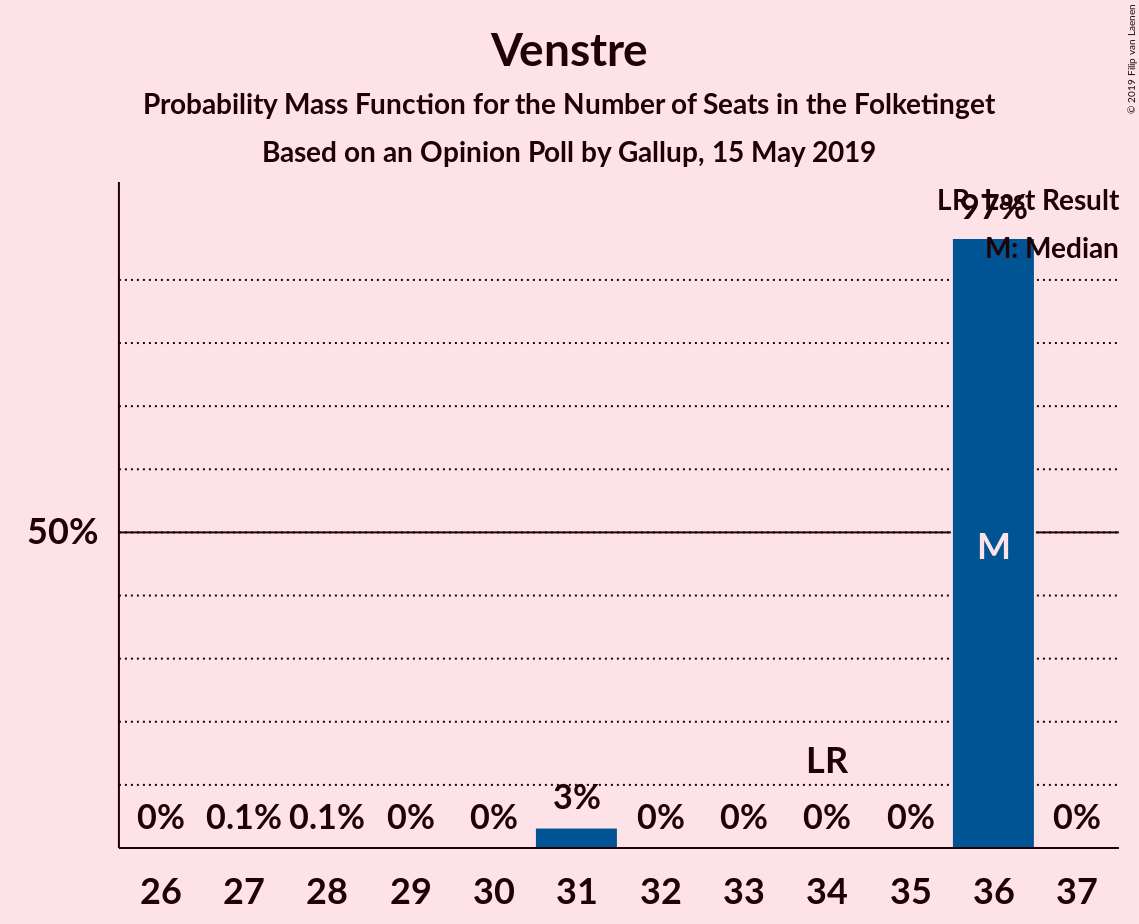 Venstre
Probability Mass Function for the Number of Seats in the Folketinget
Based on an Opinion Poll by Gallup, 15 May 2019
© 2019 Filip van Laenen
LR: Last Result
97%
M: Median
50%
M
LR
0% 0.1% 0.1% 0% 0% 3% 0% 0% 0% 0% 0%
26 27 28 29 30 31 32 33 34 35 36 37